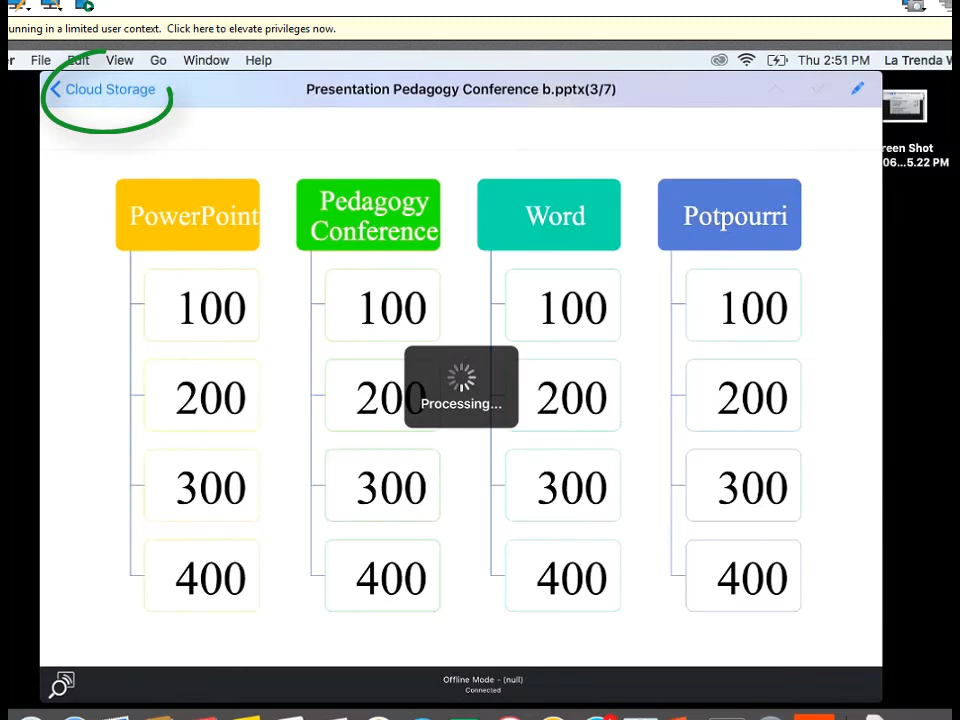 unning in a limited user context. Click here to elevate privileges now.
er File Edit View Go Window Help Thu 2:51 PM La Trenda W
Cloud Storage Presentation Pedagogy Conference b.pptx(3/7)
reen Shot
06...5.22 PM
PowerPoint Pedagogy Conference Word Potpourri
100 100 100 100
200 200 200 200
Processing...
300 300 300 300
400 400 400 400
Offline Mode - (null)
Connected